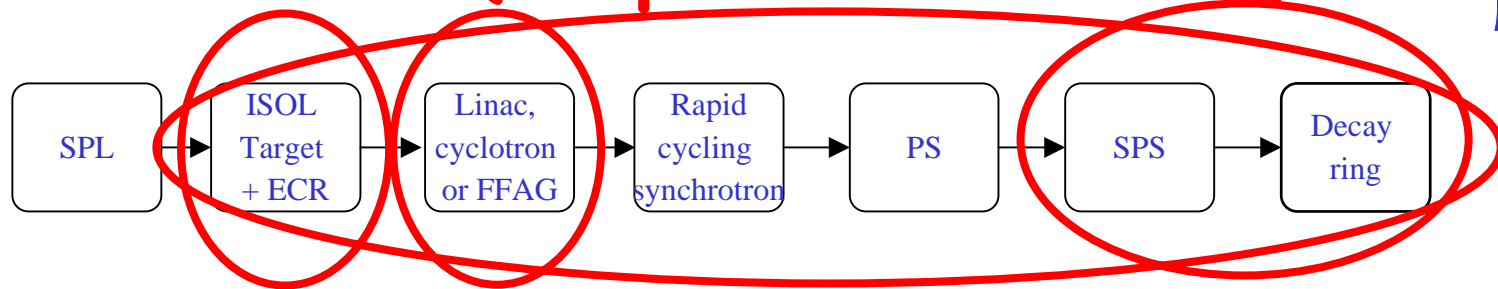 SPL
ISOL
Target
+ ECR
Linac,
cyclotron
or FFAG
Rapid
cycling
synchrotron
PS
SPS
Decay
ring